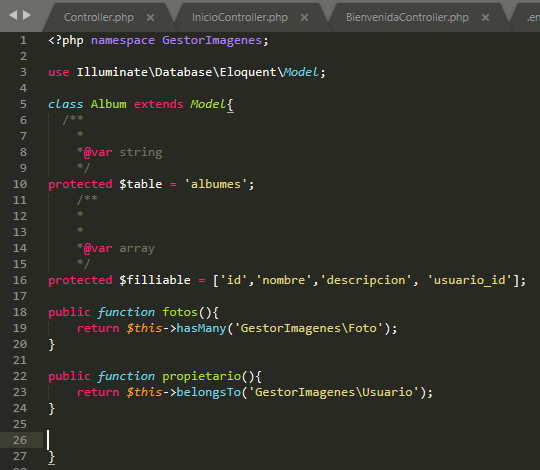 Controller.php × InicioController.php × BienvenidaController.php × .en
1 <?php namespace GestorImagenes;
2
3 use Illuminate\Database\Eloquent\Model;
4
5 class Album extends Model{
6 /**
7 *
8 *@var string
9 */
10 protected $table = 'albumes';
11 /**
12 *
13 *
14 *@var array
15 */
16 protected $filliable = ['id','nombre','descripcion', 'usuario_id'];
17
18 public function fotos(){
19 return $this->hasMany('GestorImagenes\Foto');
20 }
21
22 public function propietario(){
23 return $this->belongsTo('GestorImagenes\Usuario');
24 }
25
26
27 }